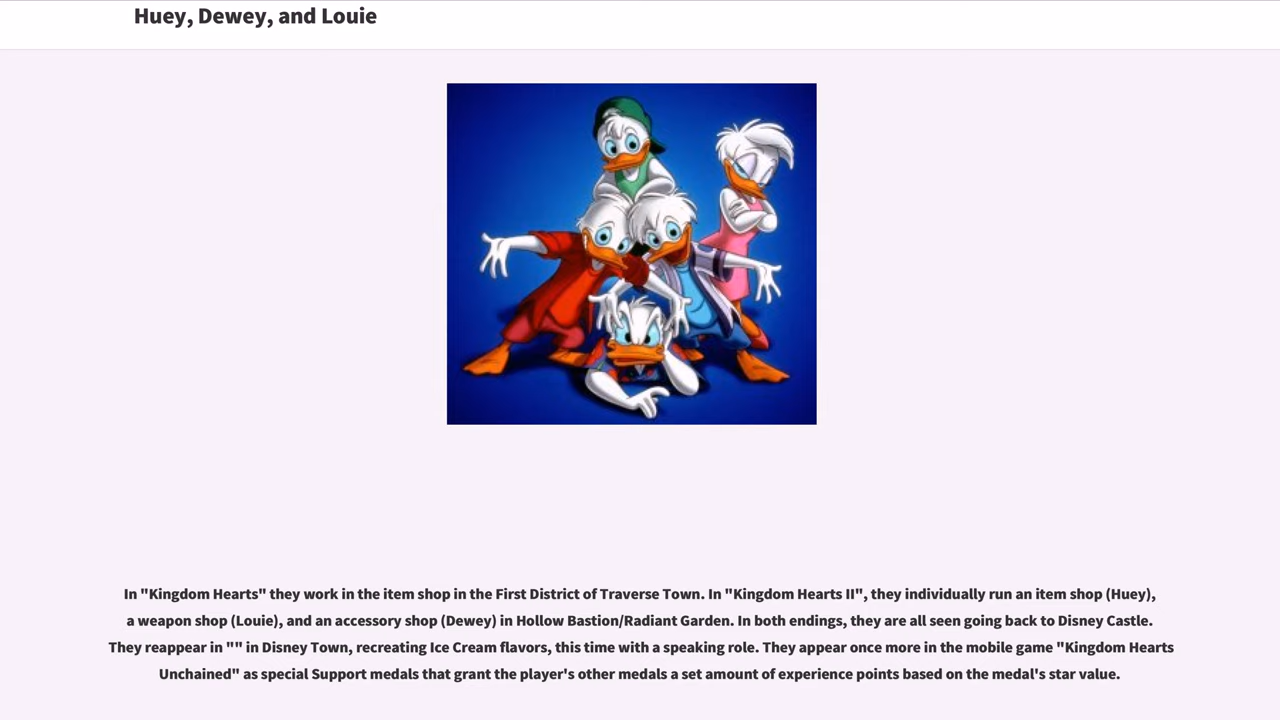 Huey, Dewey, and Louie
In "Kingdom Hearts" they work in the item shop in the First District of Traverse Town. In "Kingdom Hearts II", they individually run an item shop (Huey),
a weapon shop (Louie), and an accessory shop (Dewey) in Hollow Bastion/Radiant Garden. In both endings, they are all seen going back to Disney Castle.
They reappear in "" in Disney Town, recreating Ice Cream flavors, this time with a speaking role. They appear once more in the mobile game "Kingdom Hearts
Unchained" as special Support medals that grant the player's other medals a set amount of experience points based on the medal's star value.